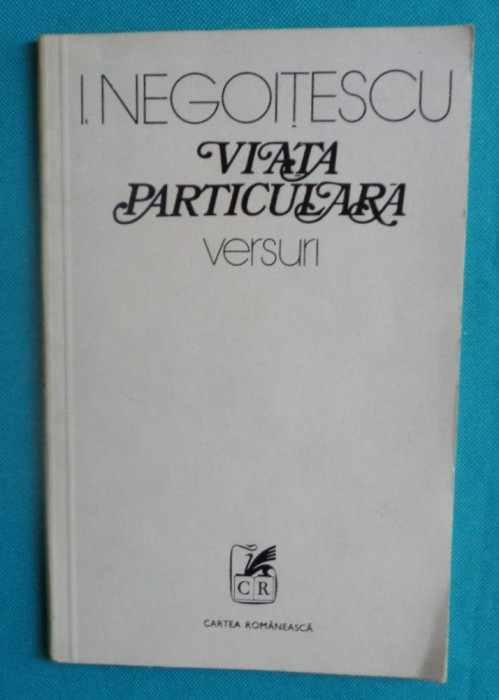 I. NEGOIȚESCU
VIAȚA
PARTICULARĂ
versuri
CR
CARTEA ROMÂNEASCĂ